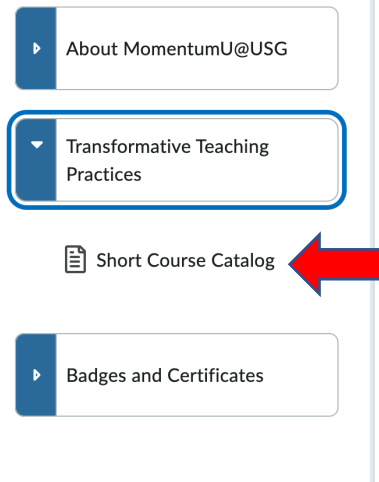 About MomentumU@USG
Transformative Teaching
Practices
Short Course Catalog
Badges and Certificates